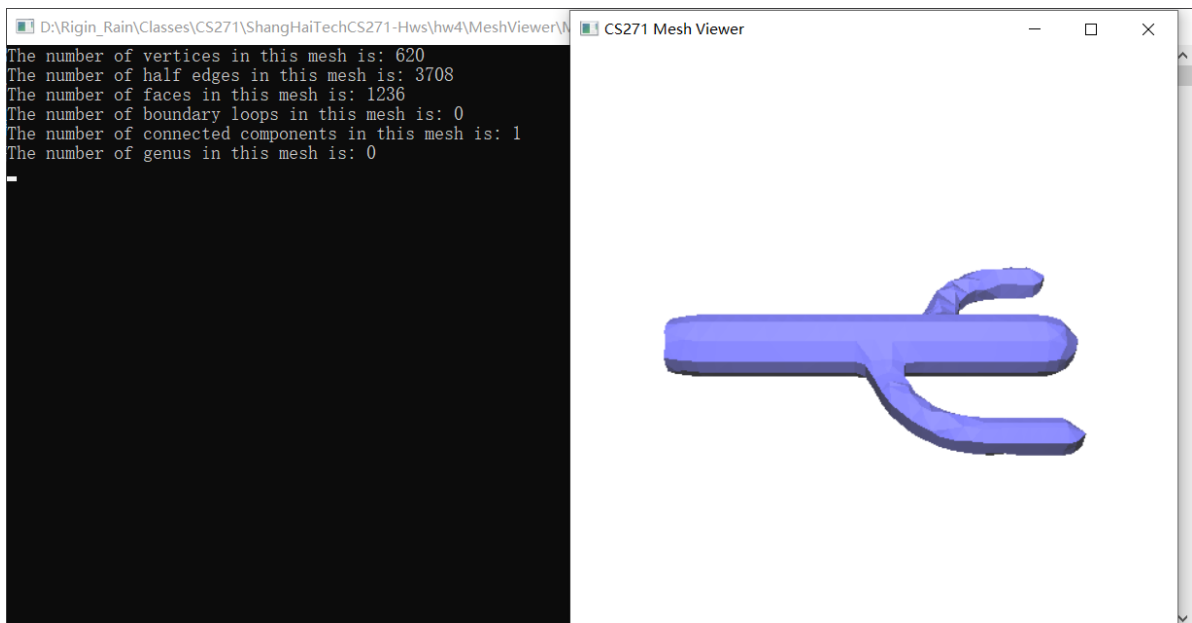 D:\Rigin_Rain\Classes\CS271\ShangHaiTechCS271-Hws\hw4\MeshViewer\
CS271 Mesh Viewer
The number of vertices in this mesh is: 620
The number of half edges in this mesh is: 3708
The number of faces in this mesh is: 1236
The number of boundary loops in this mesh is: 0
The number of connected components in this mesh is: 1
The number of genus in this mesh is: 0